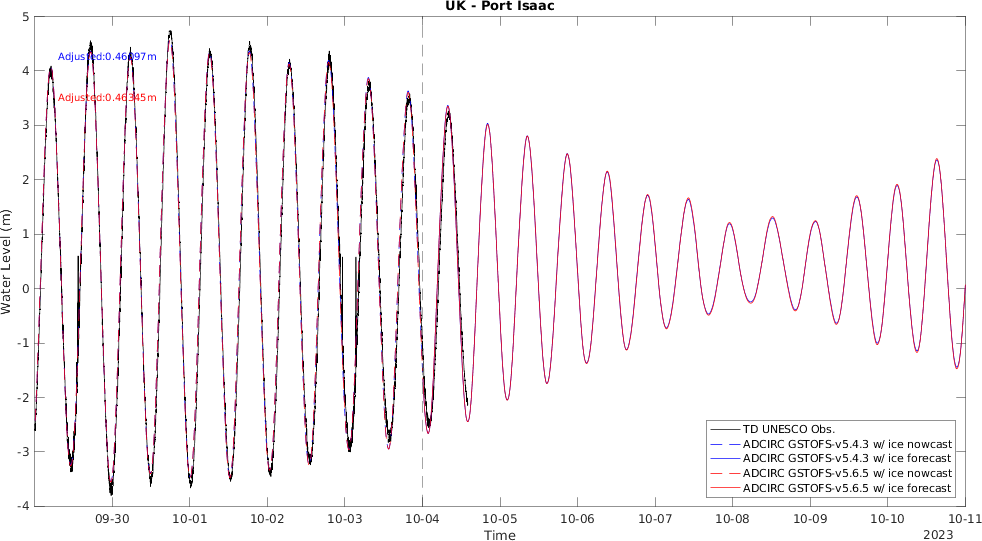 UK - Port Isaac
5
4
3
2
1
0
-1
-2
-3
-4
Water Level (m)
Adjusted:0.46097m
Adjusted:0.46345m
TD UNESCO Obs.
ADCIRC GSTOFS-v5.4.3 w/ ice nowcast
ADCIRC GSTOFS-v5.4.3 w/ ice forecast
ADCIRC GSTOFS-v5.6.5 w/ ice nowcast
ADCIRC GSTOFS-v5.6.5 w/ ice forecast
09-30 10-01 10-02 10-03 10-04 10-05 10-06 10-07 10-08 10-09 10-10 10-11
Time
2023